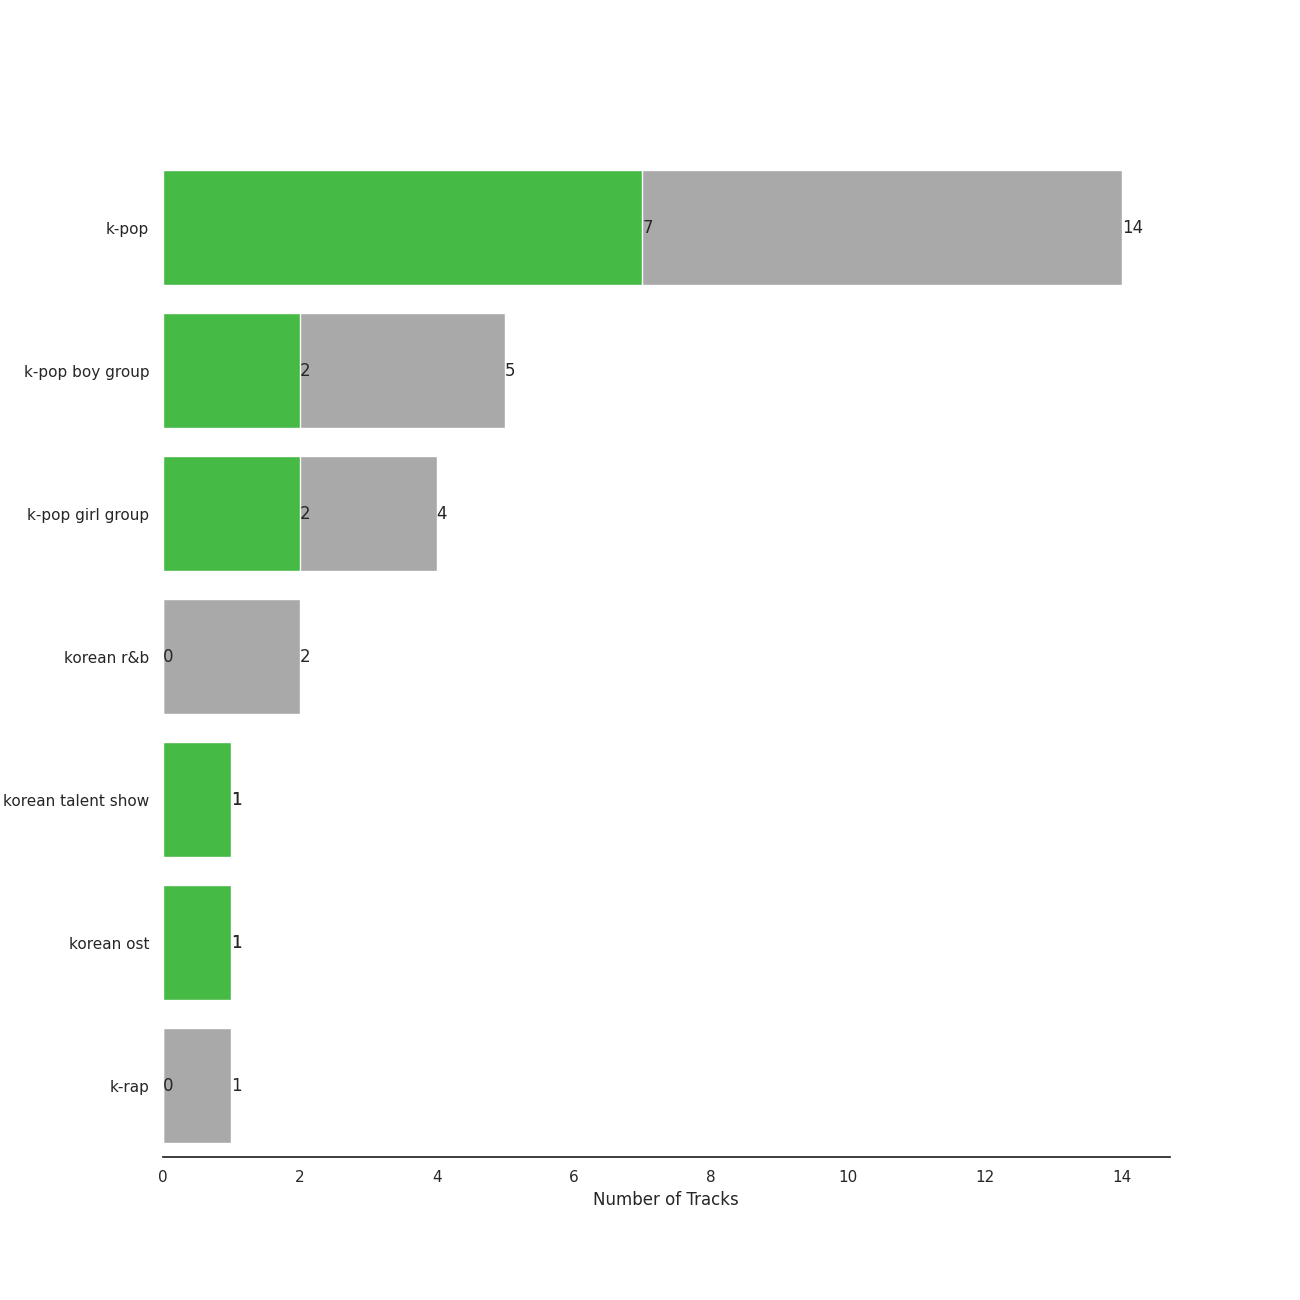 k-pop 7 14
k-pop boy group 2 5
k-pop girl group 2 4
korean r&b 0 2
korean talent show 1
korean ost 1
k-rap 0 1
0 2 4 6 8 10 12 14
Number of Tracks